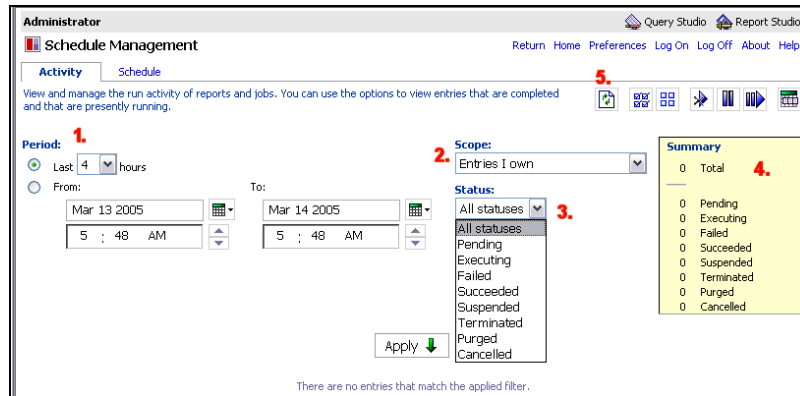 Administrator
Query Studio
Report Studio
Schedule Management
Return Home Preferences Log On Log Off About Help
Activity
Schedule
5.
View and manage the run activity of reports and jobs. You can use the options to view entries that are completed
and that are presently running.
Period:
1.
Last 4 hours
From:
To:
Mar 13 2005
Mar 14 2005
5 : 48 AM
5 : 48 AM
2.
Scope:
Entries I own
Status:
All statuses
3.
All statuses
Pending
Executing
Failed
Succeeded
Suspended
Terminated
Purged
Cancelled
Summary
0 Total
4.
0 Pending
0 Executing
0 Failed
0 Succeeded
0 Suspended
0 Terminated
0 Purged
0 Cancelled
Apply
There are no entries that match the applied filter.